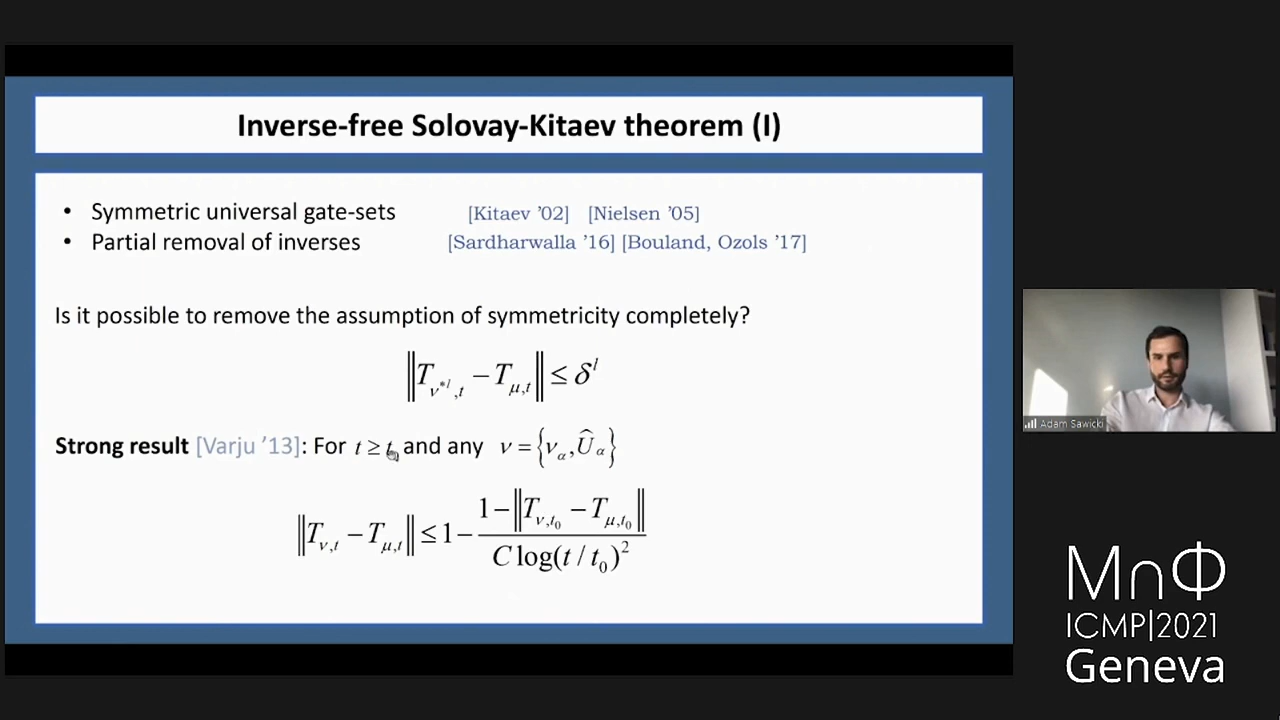 Inverse-free Solovay-Kitaev theorem (I)
• Symmetric universal gate-sets [Kitaev '02] [Nielsen '05]
• Partial removal of inverses [Sardharwalla '16] [Bouland, Ozols '17]
Is it possible to remove the assumption of symmetricity completely?
‖T_{ν^{*l},t} − T_{μ,t}‖ ≤ δ^l
Strong result [Varju '13]: For t ≥ t₀ and any ν = {ν_α, Û_α}
‖T_{ν,t} − T_{μ,t}‖ ≤ 1 − (1 − ‖T_{ν,t₀} − T_{μ,t₀}‖) / (C log(t / t₀)²)
Adam Sawicki
ΜпФ
ICMP|2021
Geneva